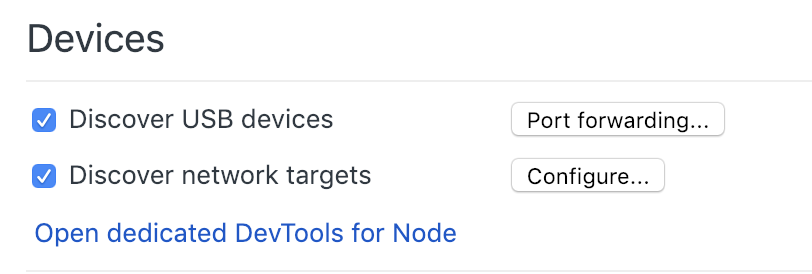 Devices
Discover USB devices Port forwarding...
Discover network targets Configure...
Open dedicated DevTools for Node